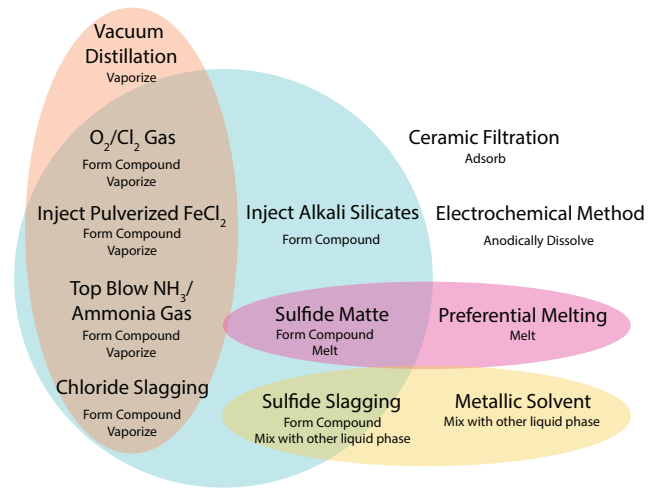 Vacuum
Distillation
Vaporize
O₂/Cl₂ Gas
Form Compound
Vaporize
Ceramic Filtration
Adsorb
Inject Pulverized FeCl₂
Form Compound
Vaporize
Inject Alkali Silicates
Form Compound
Electrochemical Method
Anodically Dissolve
Top Blow NH₃/
Ammonia Gas
Form Compound
Vaporize
Sulfide Matte
Form Compound
Melt
Preferential Melting
Melt
Chloride Slagging
Form Compound
Vaporize
Sulfide Slagging
Form Compound
Mix with other liquid phase
Metallic Solvent
Mix with other liquid phase